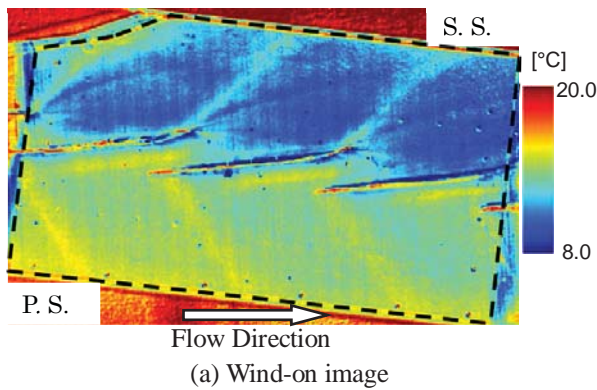 S. S.
[°C]
20.0
8.0
P. S.
Flow Direction
(a) Wind-on image